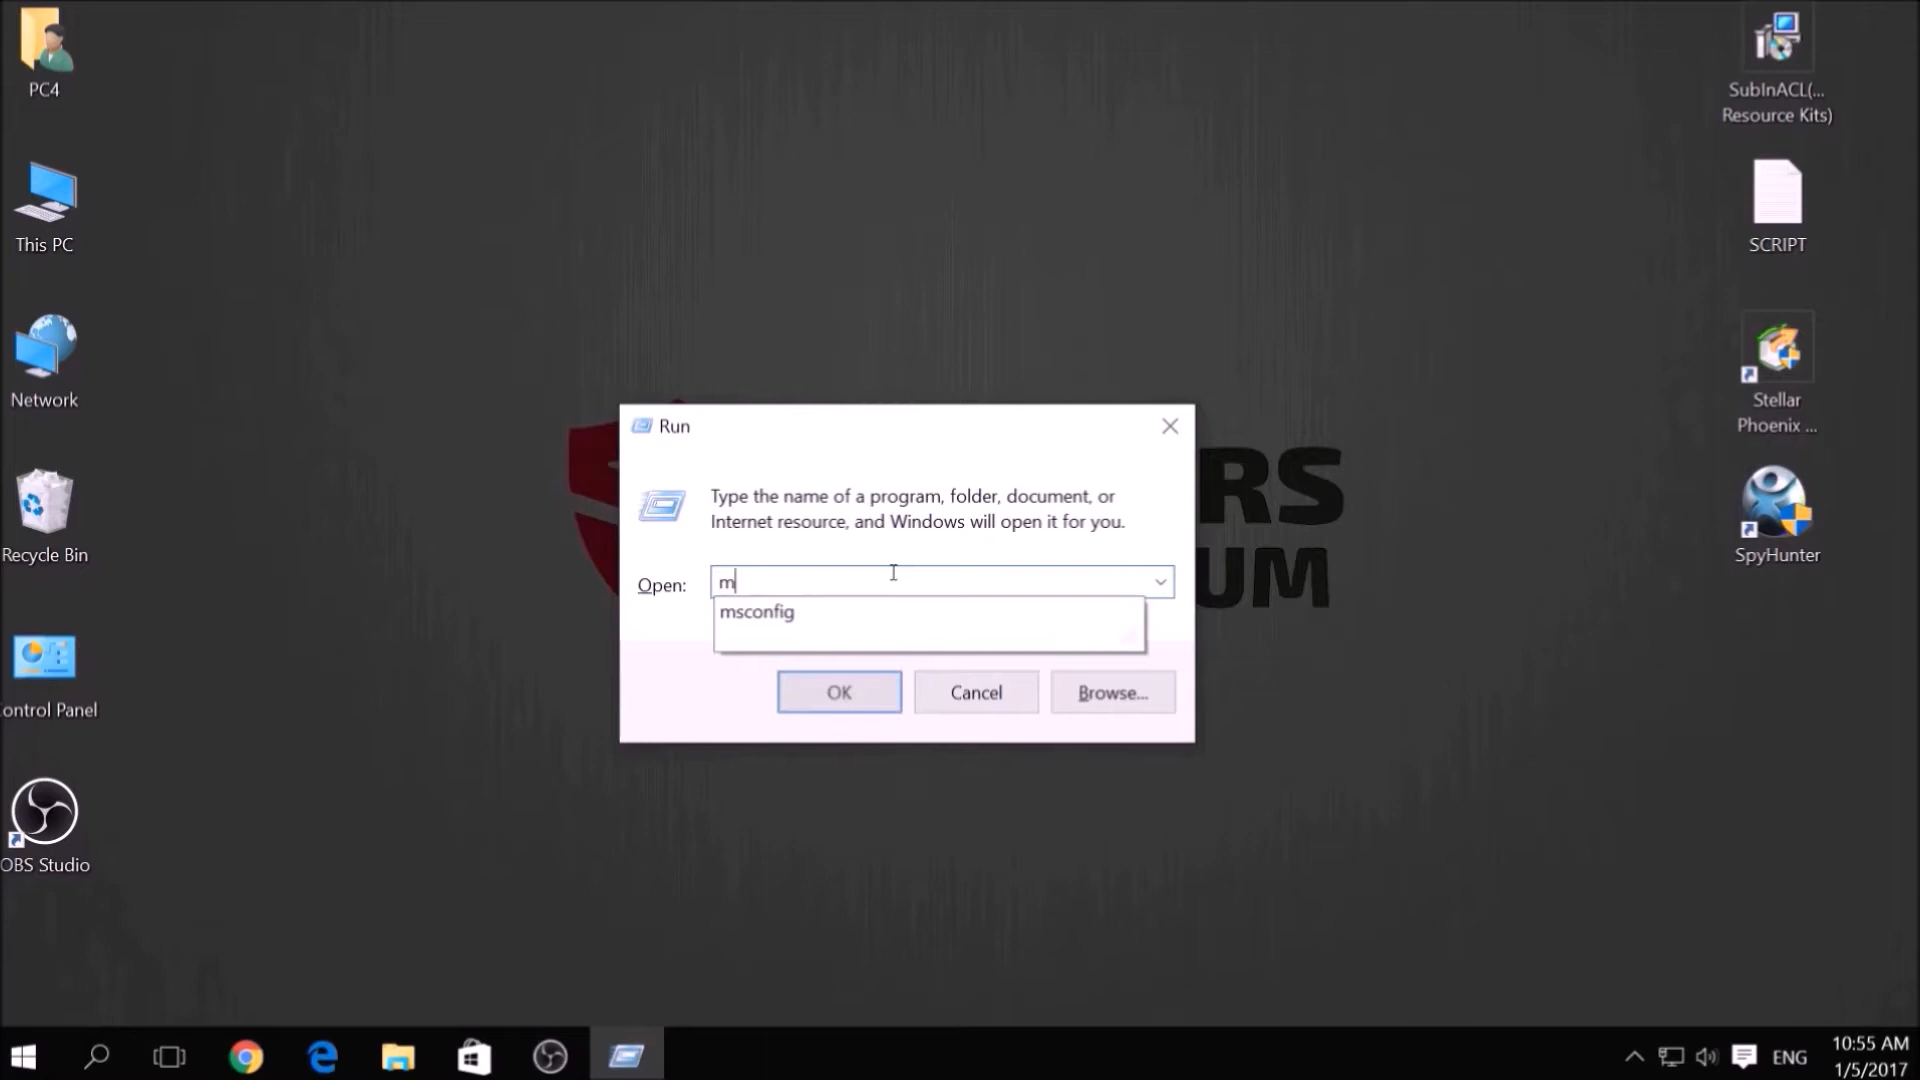 PC4
This PC
Network
Recycle Bin
ontrol Panel
OBS Studio
SubInACL(...
Resource Kits)
SCRIPT
Stellar
Phoenix ...
SpyHunter
RS
UM
Run
Type the name of a program, folder, document, or
Internet resource, and Windows will open it for you.
Open:
m
msconfig
OK
Cancel
Browse...
ENG
10:55 AM
1/5/2017